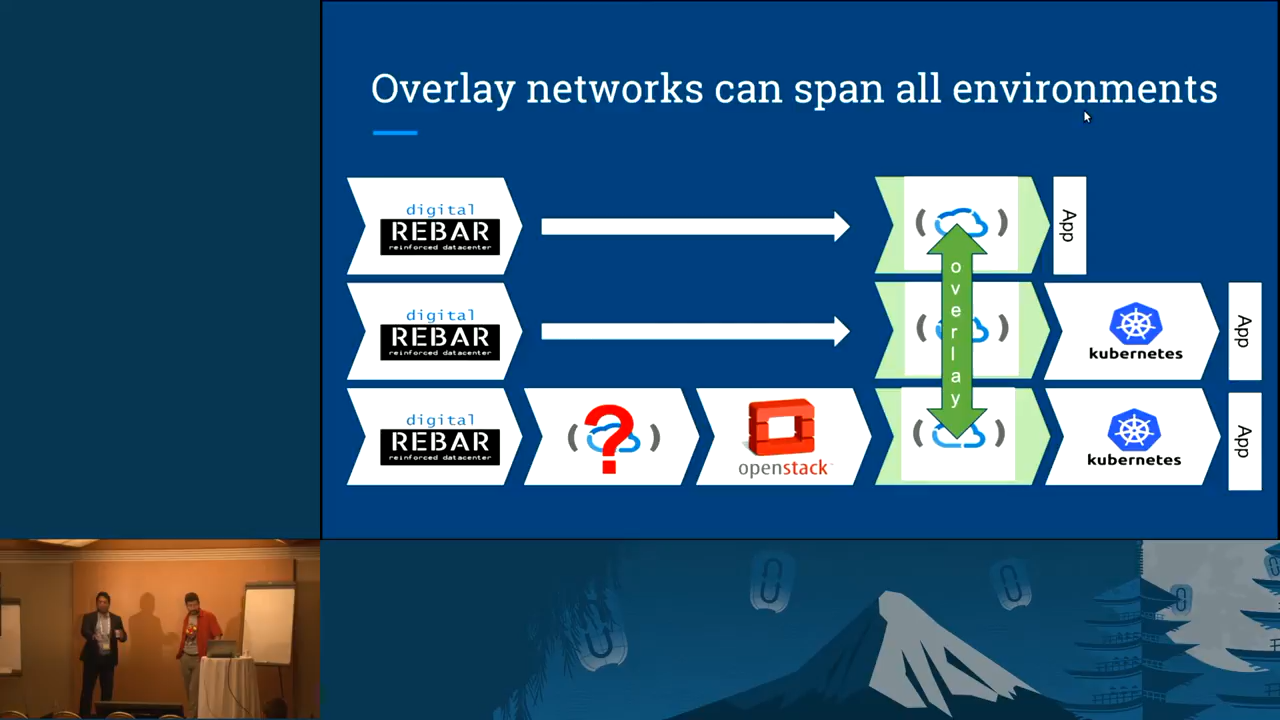 Overlay networks can span all environments
digital
REBAR
reinforced datacenter
App
digital
REBAR
reinforced datacenter
kubernetes
App
digital
REBAR
reinforced datacenter
?
openstack
kubernetes
App
overlay